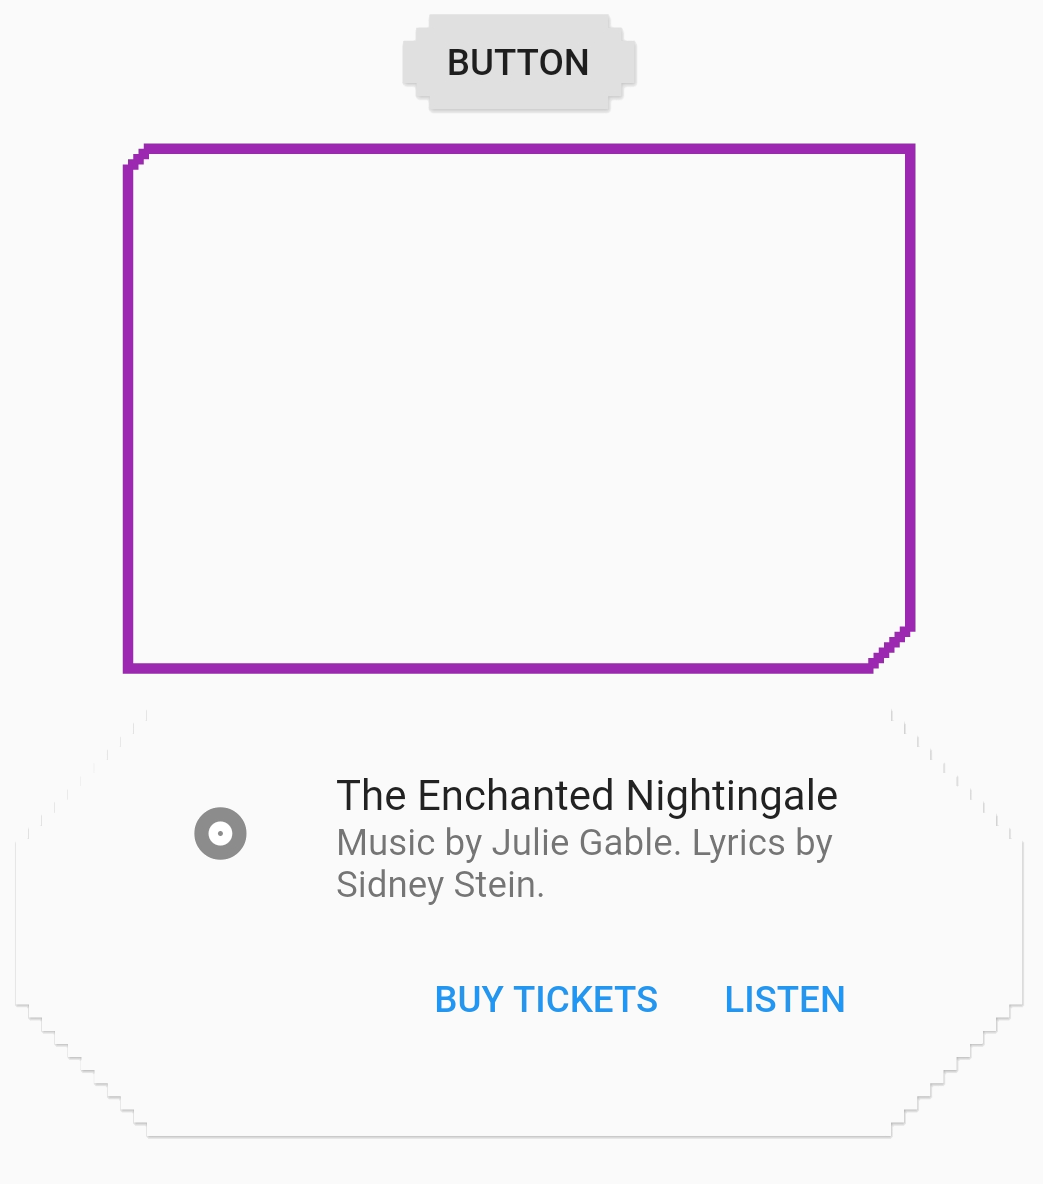 BUTTON
The Enchanted Nightingale
Music by Julie Gable. Lyrics by
Sidney Stein.
BUY TICKETS LISTEN